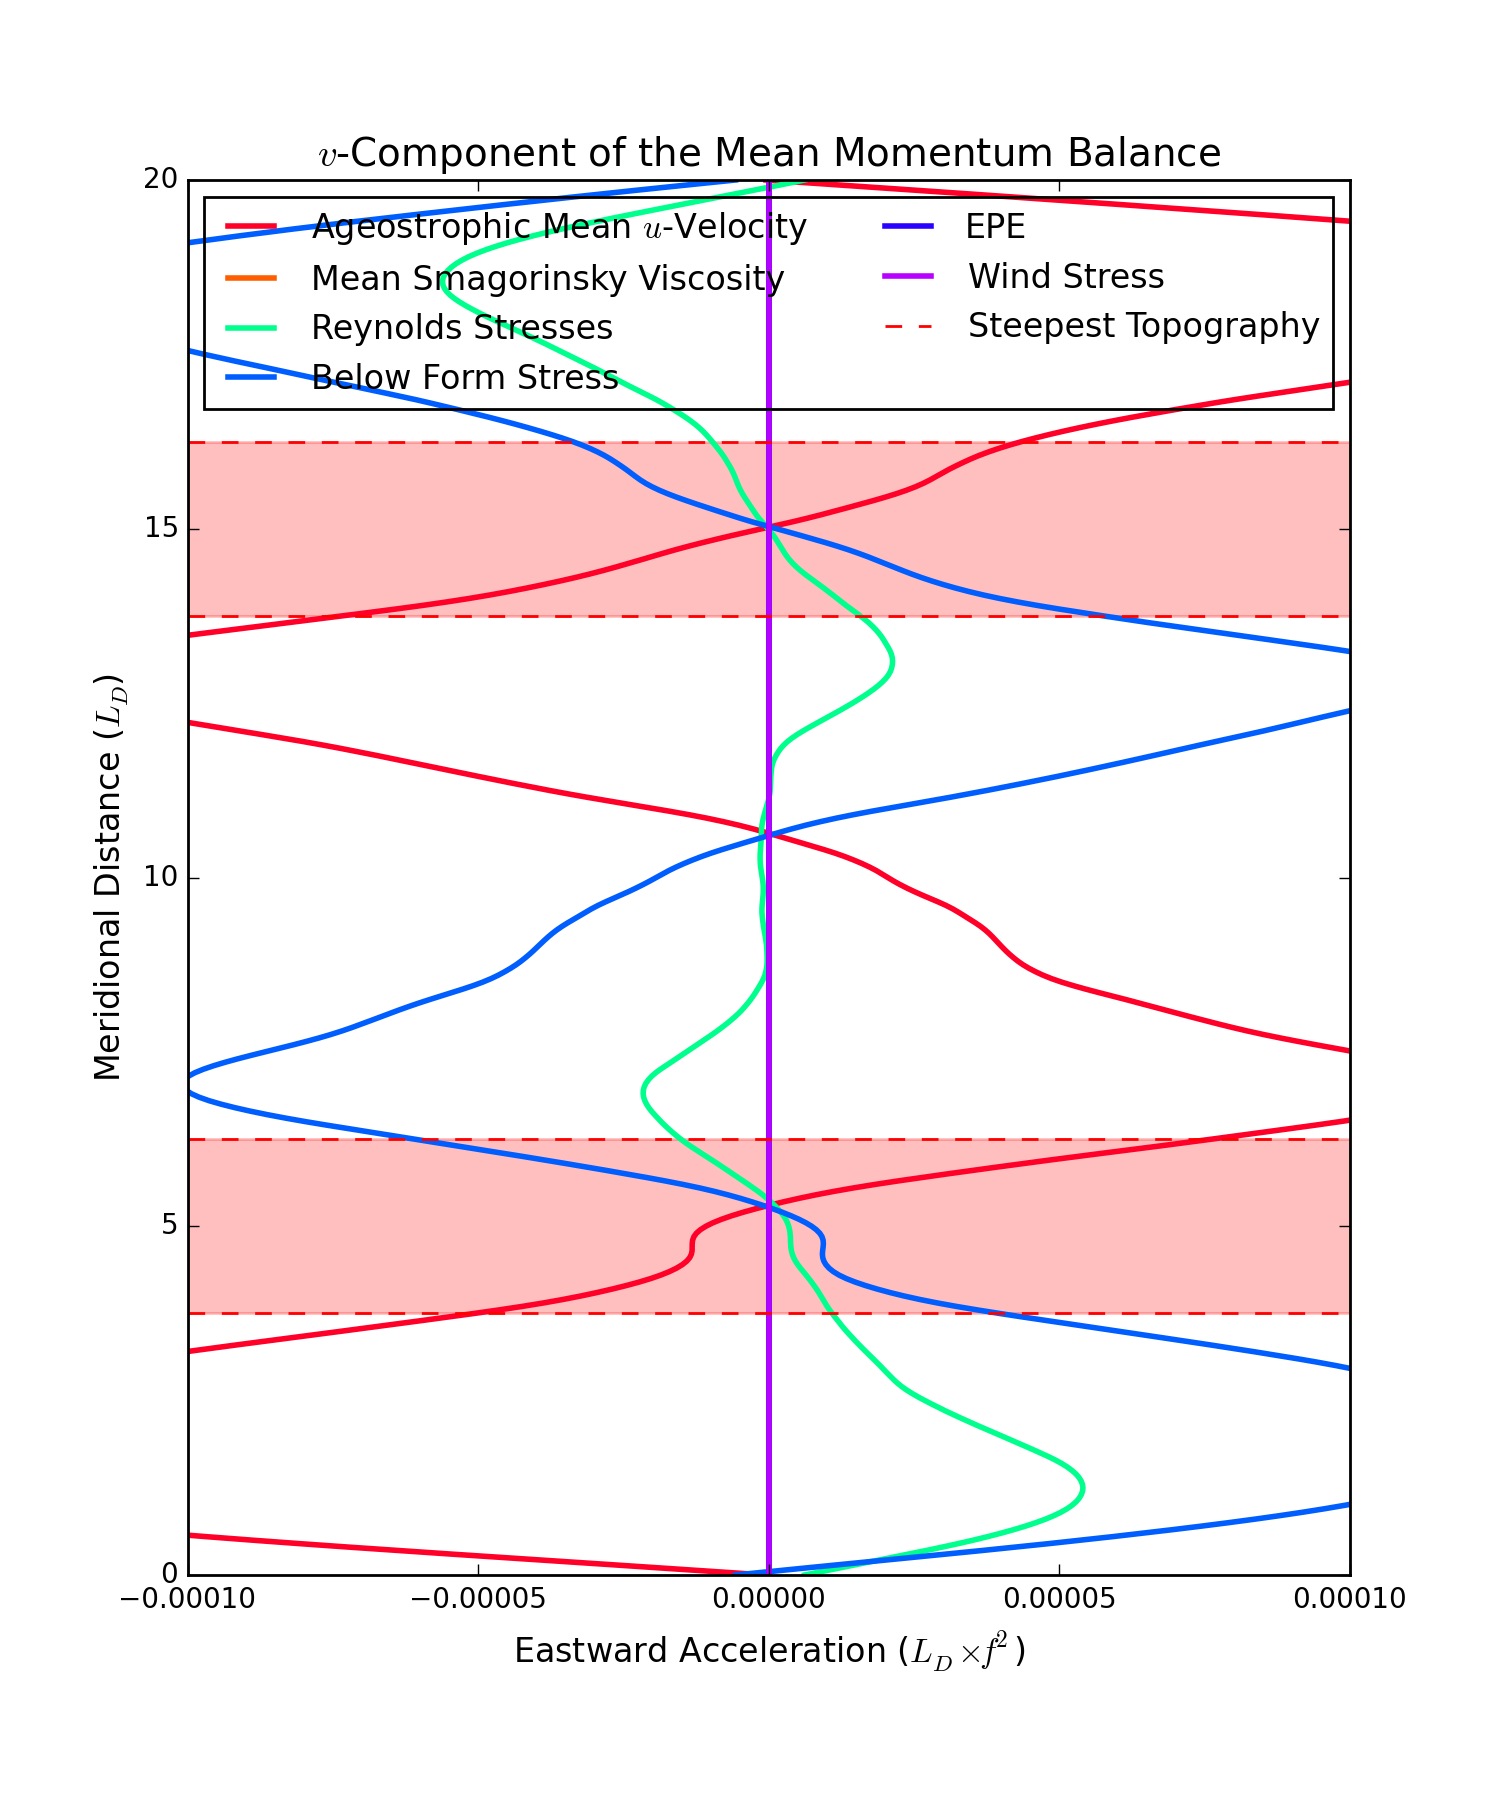 v-Component of the Mean Momentum Balance
20
Ageostrophic Mean u-Velocity
Mean Smagorinsky Viscosity
Reynolds Stresses
Below Form Stress
EPE
Wind Stress
Steepest Topography
15
10
5
0
Meridional Distance (L_D)
−0.00010 −0.00005 0.00000 0.00005 0.00010
Eastward Acceleration (L_D × f²)